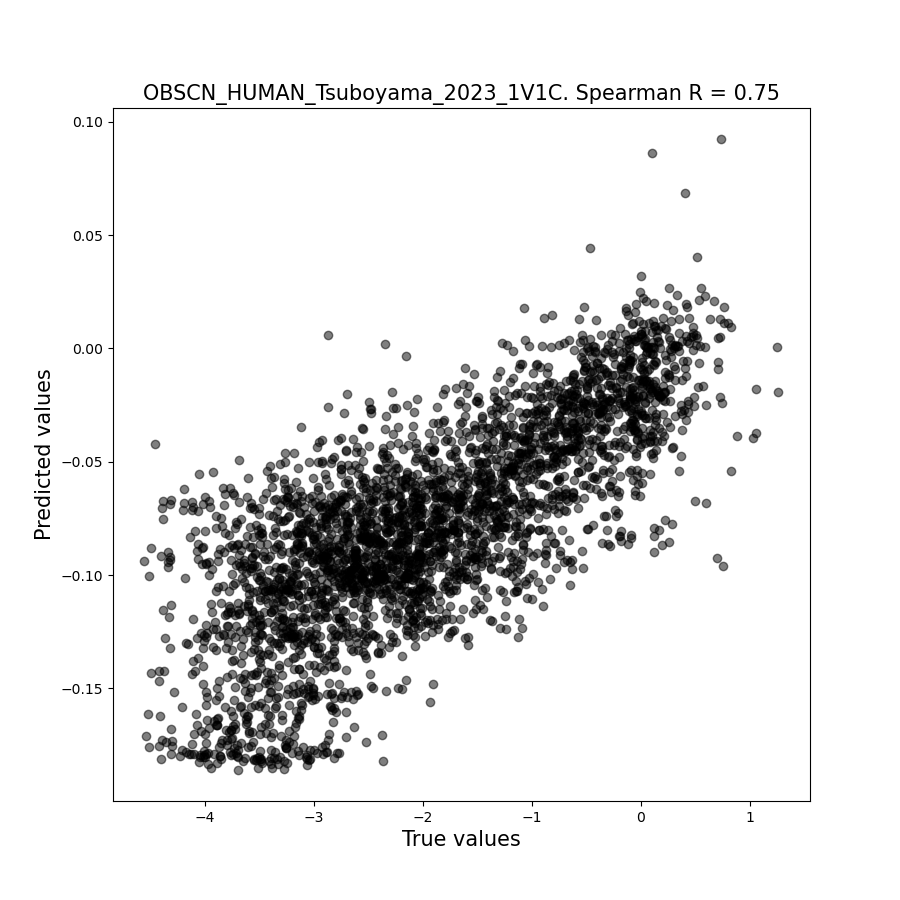 OBSCN_HUMAN_Tsuboyama_2023_1V1C. Spearman R = 0.75
0.10
0.05
0.00
−0.05
−0.10
−0.15
Predicted values
−4 −3 −2 −1 0 1
True values